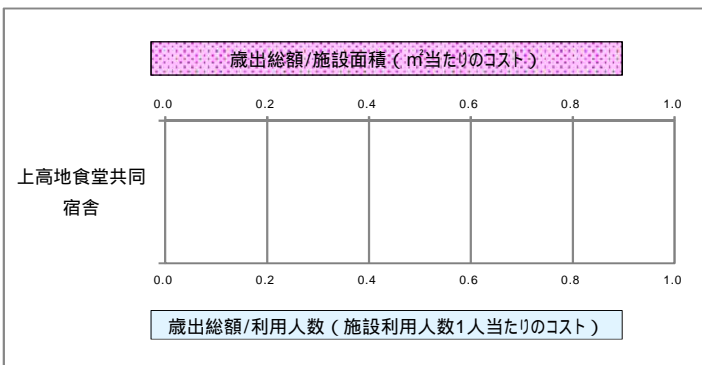 歳出総額/施設面積（㎡当たりのコスト）
0.0 0.2 0.4 0.6 0.8 1.0
上高地食堂共同
宿舎
0.0 0.2 0.4 0.6 0.8 1.0
歳出総額/利用人数（施設利用人数1人当たりのコスト）